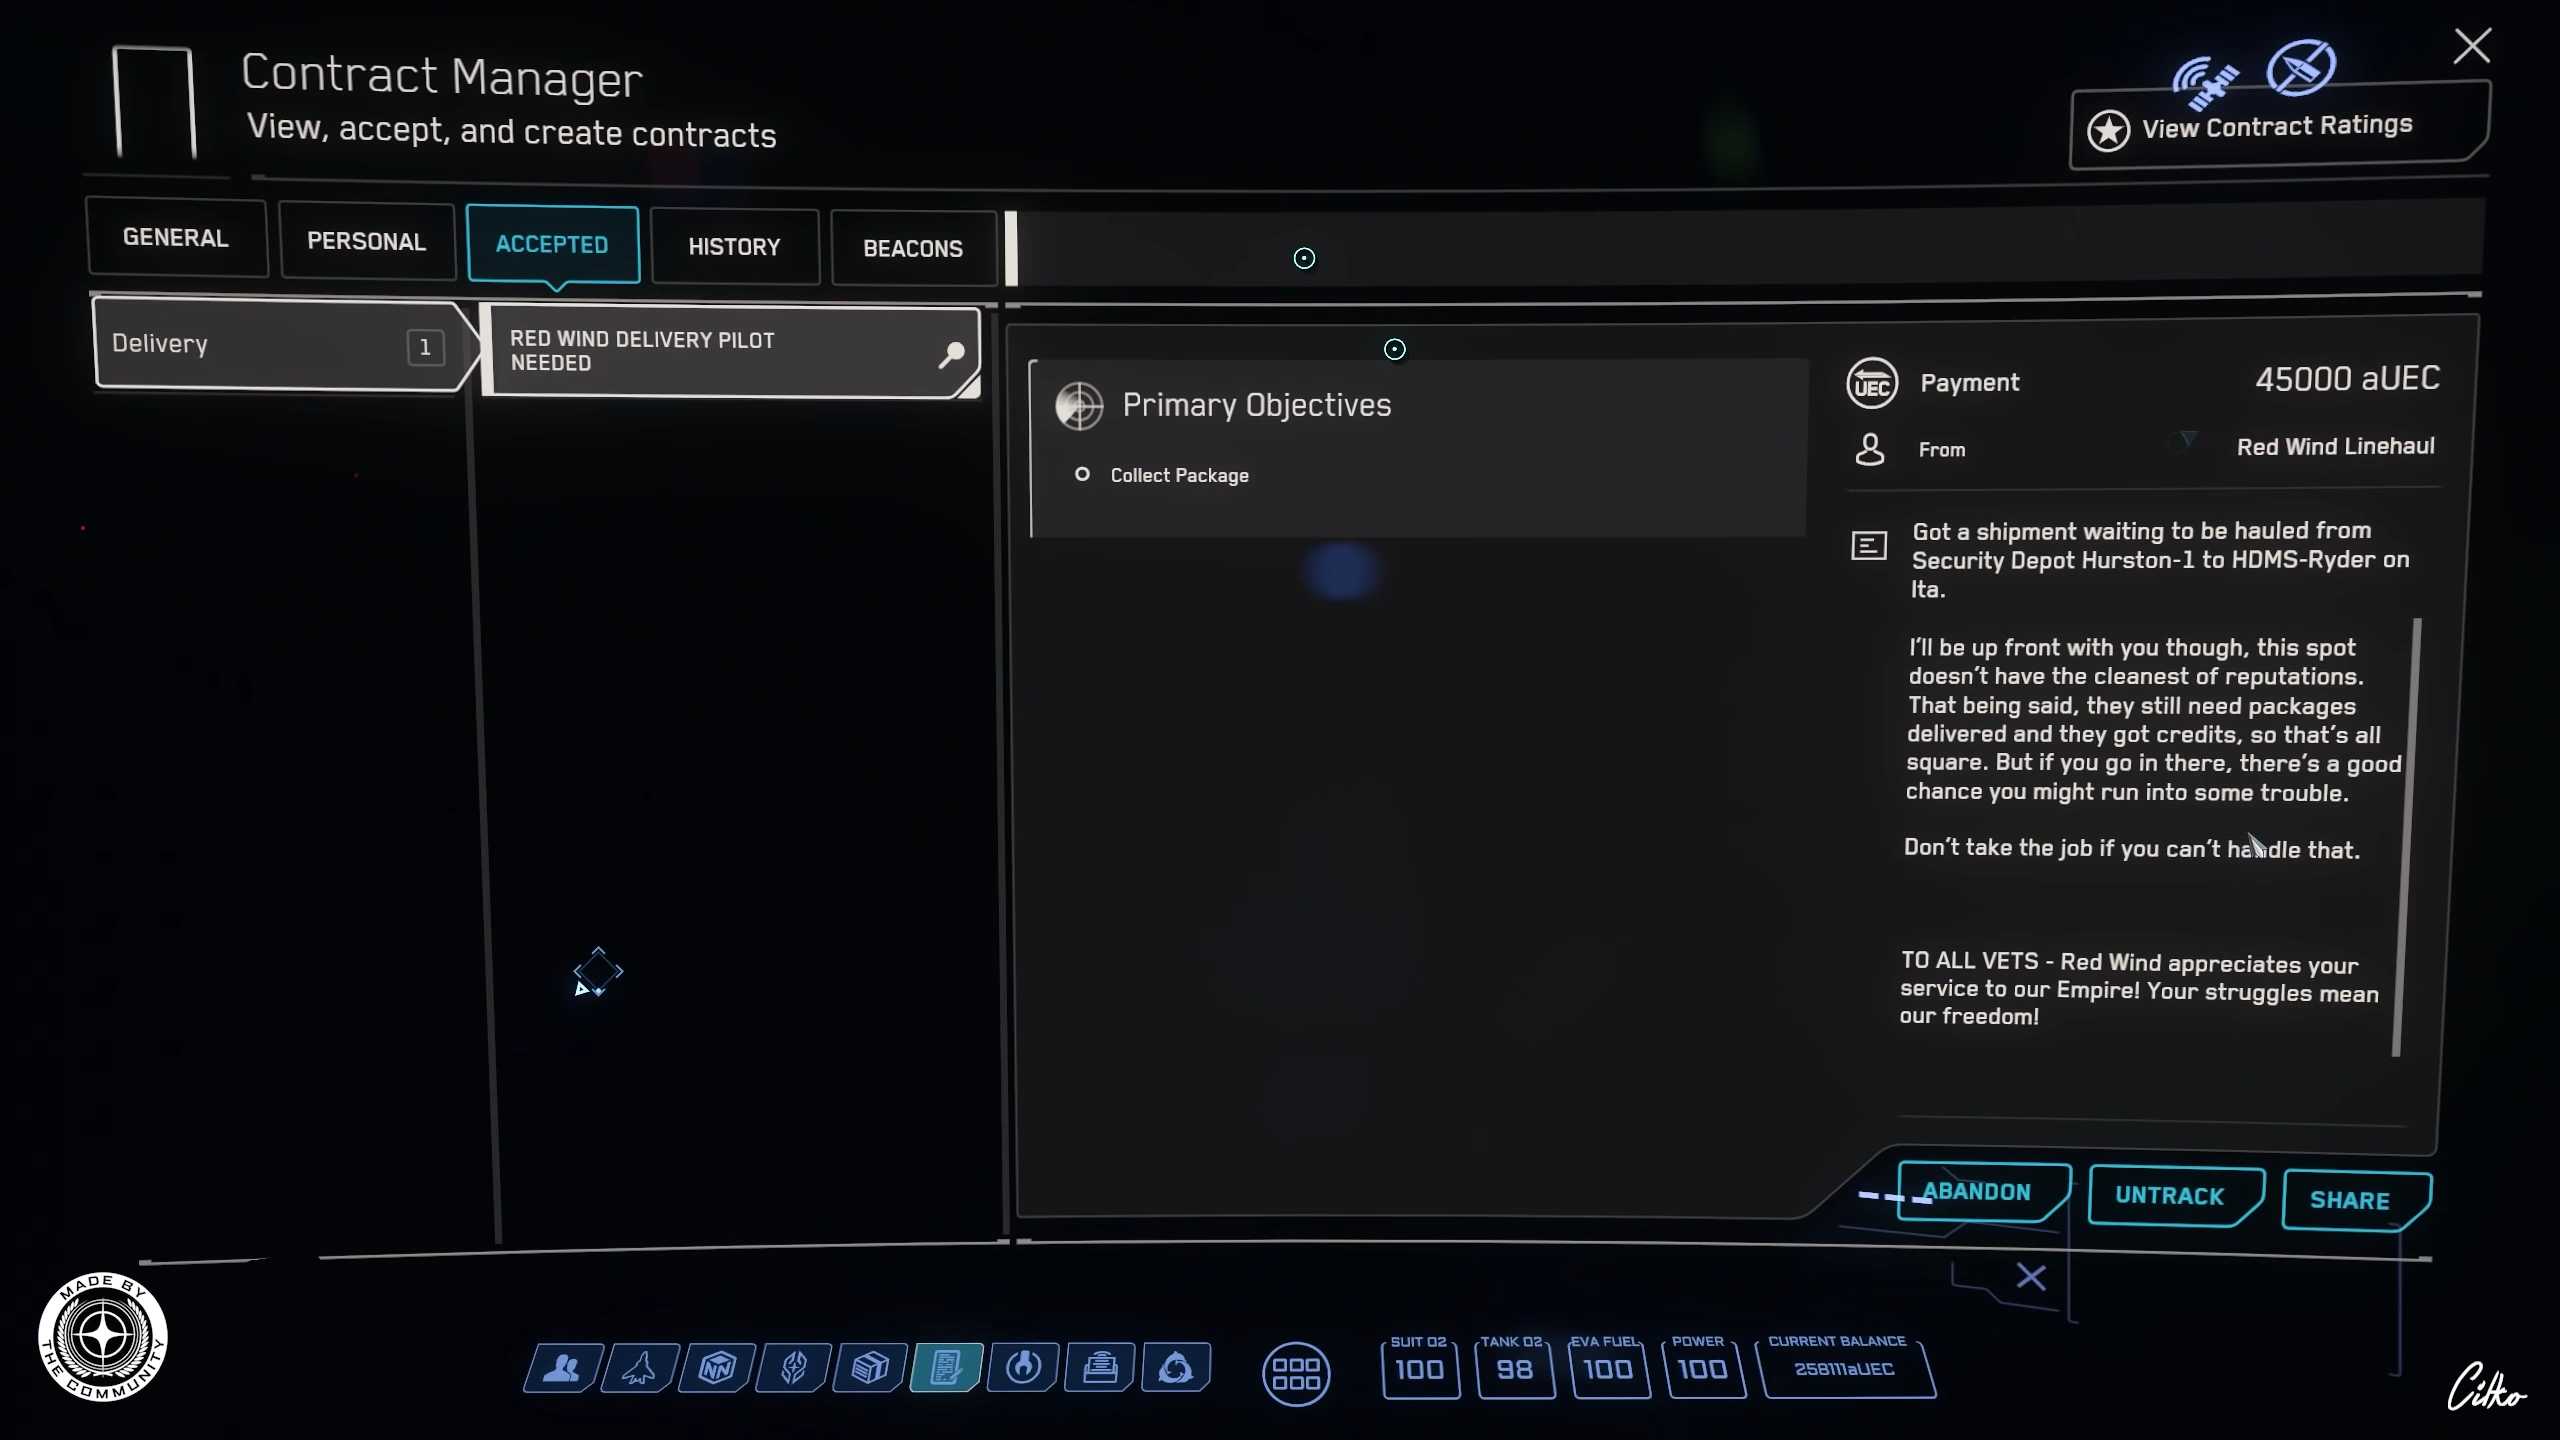 Contract Manager
View, accept, and create contracts
View Contract Ratings
GENERAL
PERSONAL
ACCEPTED
HISTORY
BEACONS
Delivery
1
RED WIND DELIVERY PILOT
NEEDED
Primary Objectives
Collect Package
UEC
Payment
45000 aUEC
From
Red Wind Linehaul
Got a shipment waiting to be hauled from
Security Depot Hurston-1 to HDMS-Ryder on
Ita.
I'll be up front with you though, this spot
doesn't have the cleanest of reputations.
That being said, they still need packages
delivered and they got credits, so that's all
square. But if you go in there, there's a good
chance you might run into some trouble.
Don't take the job if you can't handle that.
TO ALL VETS - Red Wind appreciates your
service to our Empire! Your struggles mean
our freedom!
ABANDON
UNTRACK
SHARE
MADE BY
THE COMMUNITY
NN
SUIT O2
100
TANK O2
98
EVA FUEL
100
POWER
100
CURRENT BALANCE
258111aUEC